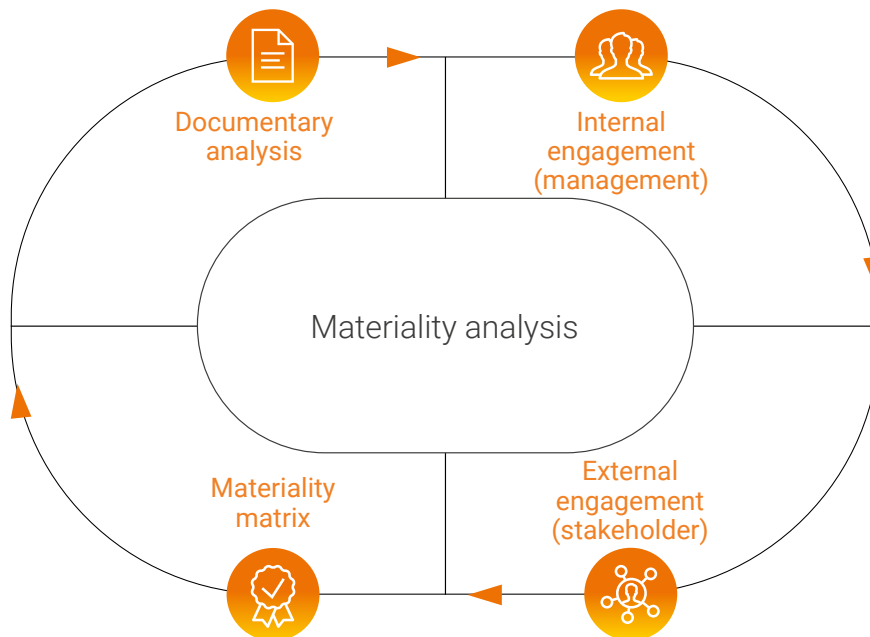 Documentary
analysis
Internal
engagement
(management)
Materiality analysis
Materiality
matrix
External
engagement
(stakeholder)